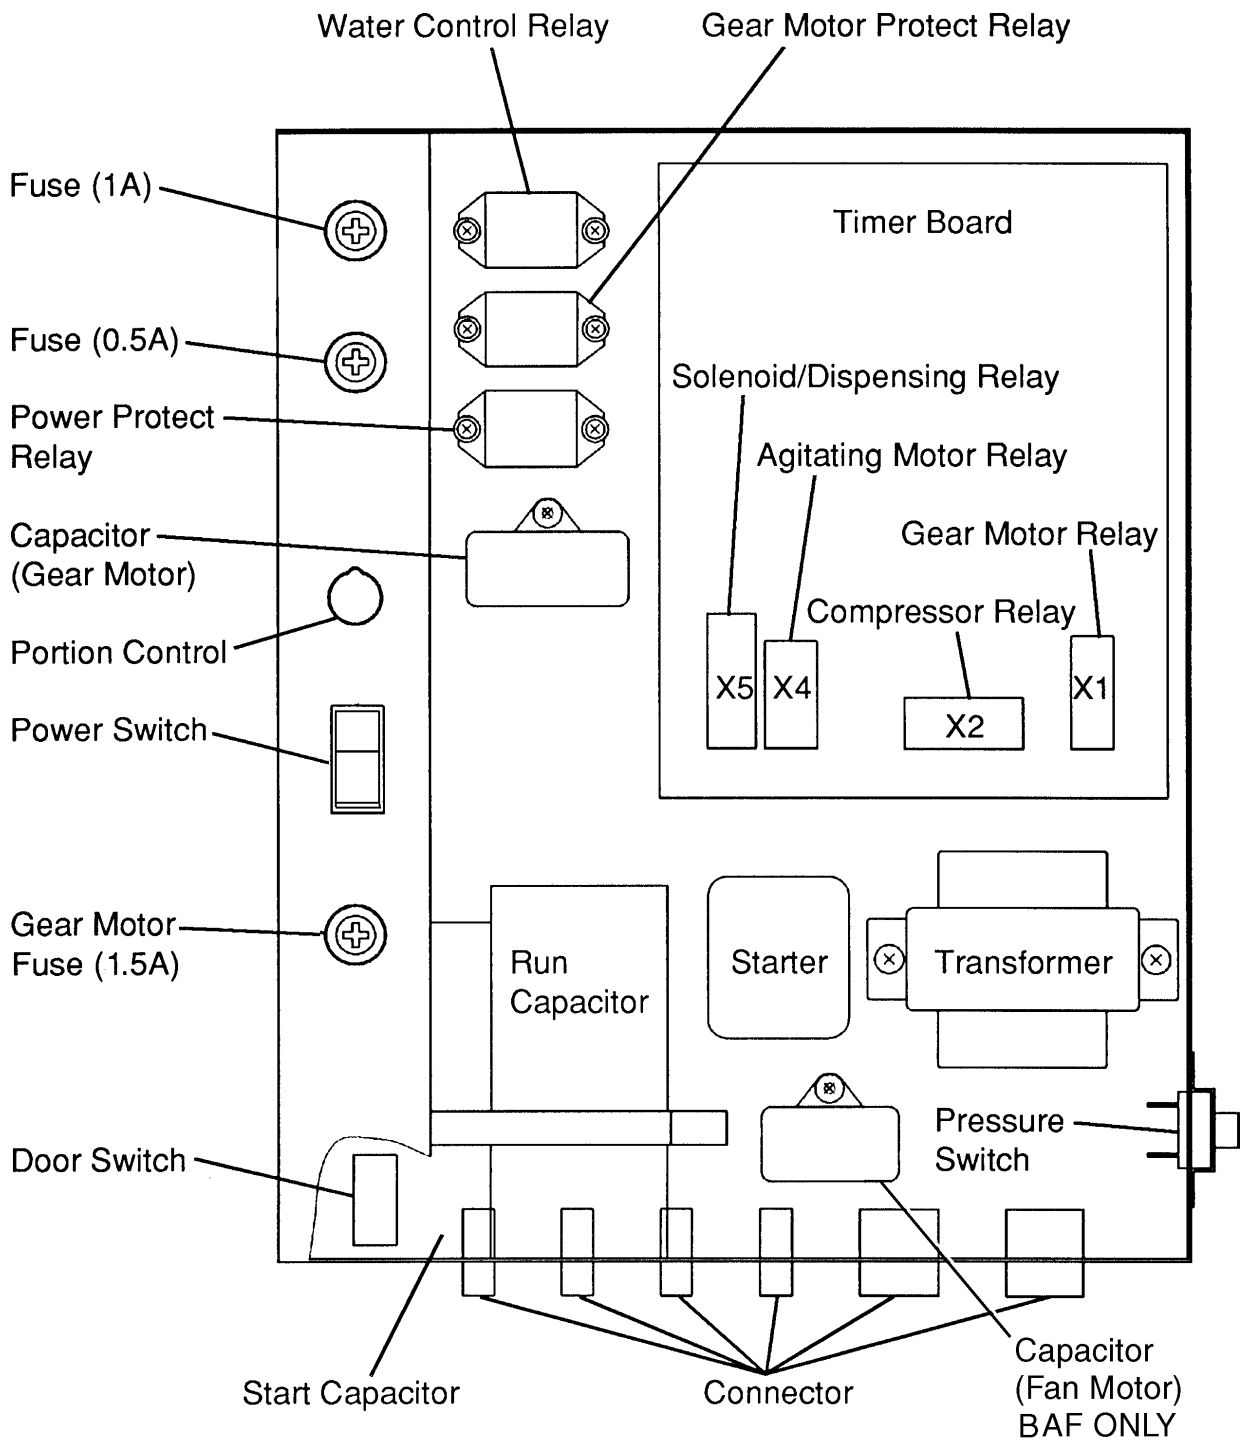 Water Control Relay
Gear Motor Protect Relay
Fuse (1A)
Timer Board
Fuse (0.5A)
Solenoid/Dispensing Relay
Power Protect
Relay
Agitating Motor Relay
Capacitor
(Gear Motor)
Gear Motor Relay
Compressor Relay
Portion Control
X5
X4
X2
X1
Power Switch
Gear Motor
Fuse (1.5A)
Run
Capacitor
Starter
Transformer
Pressure
Switch
Door Switch
Start Capacitor
Connector
Capacitor
(Fan Motor)
BAF ONLY